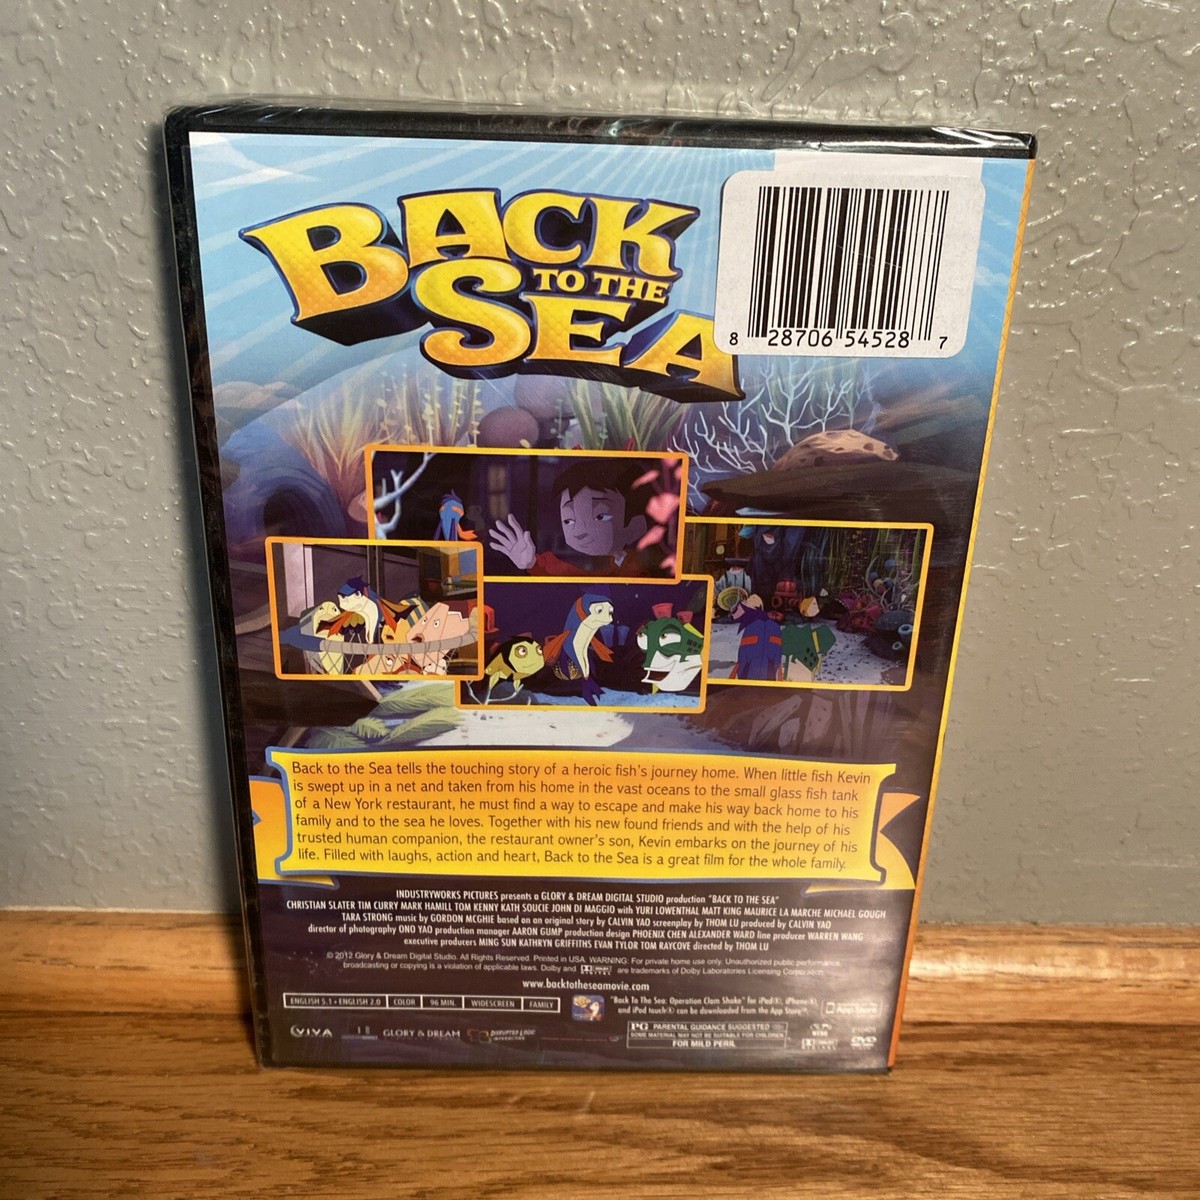 BACK
TO THE
SEA
8 28706 54528 7
Back to the Sea tells the touching story of a heroic fish's journey home. When little fish Kevin
is swept up in a net and taken from his home in the vast oceans to the small glass fish tank
of a New York restaurant, he must find a way to escape and make his way back home to his
family and to the sea he loves. Together with his new found friends and with the help of his
trusted human companion, the restaurant owner's son, Kevin embarks on the journey of his
life. Filled with laughs, action and heart, Back to the Sea is a great film for the whole family.
INDUSTRYWORKS PICTURES presents a GLORY & DREAM DIGITAL STUDIO production "BACK TO THE SEA"
CHRISTIAN SLATER TIM CURRY MARK HAMILL TOM KENNY KATH SOUCIE JOHN DI MAGGIO with YURI LOWENTHAL MATT KING MAURICE LA MARCHE MICHAEL GOUGH
TARA STRONG music by GORDON MCGHIE based on an original story by CALVIN YAO screenplay by THOM LU produced by CALVIN YAO
director of photography ONO YAO production manager AARON GUMP production design PHOENIX CHEN ALEXANDER WARD line producer WARREN WANG
executive producers MING SUN KATHRYN GRIFFITHS EVAN TYLOR TOM RAYCOVE directed by THOM LU
© 2012 Glory & Dream Digital Studio. All Rights Reserved. Printed in USA. WARNING: For private home use only. Unauthorized public performance,
broadcasting or copying is a violation of applicable laws. Dolby and are trademarks of Dolby Laboratories Licensing Corporation
www.backtotheseamovie.com
ENGLISH 5.1 • ENGLISH 2.0 COLOR 96 MIN. WIDESCREEN FAMILY
"Back To The Sea: Operation Clam Shake" for iPad®, iPhone®,
and iPod touch® can be downloaded from the App Store™
App Store
VIVA GLORY & DREAM DISRUPTED LOGIC
INTERACTIVE
PG PARENTAL GUIDANCE SUGGESTED
SOME MATERIAL MAY NOT BE SUITABLE FOR CHILDREN
FOR MILD PERIL
DVD